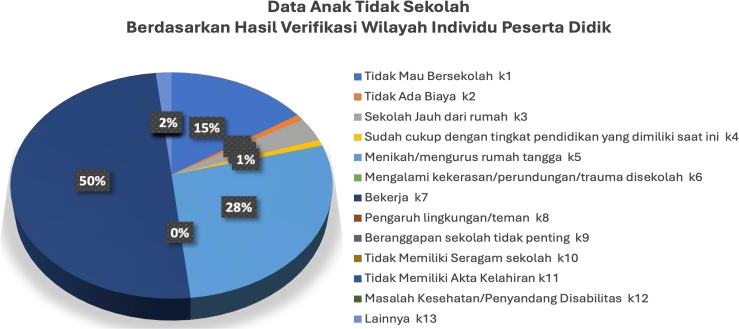 Data Anak Tidak Sekolah
Berdasarkan Hasil Verifikasi Wilayah Individu Peserta Didik
2%
15%
1%
50%
28%
0%
Tidak Mau Bersekolah k1
Tidak Ada Biaya k2
Sekolah Jauh dari rumah k3
Sudah cukup dengan tingkat pendidikan yang dimiliki saat ini k4
Menikah/mengurus rumah tangga k5
Mengalami kekerasan/perundungan/trauma disekolah k6
Bekerja k7
Pengaruh lingkungan/teman k8
Beranggapan sekolah tidak penting k9
Tidak Memiliki Seragam sekolah k10
Tidak Memiliki Akta Kelahiran k11
Masalah Kesehatan/Penyandang Disabilitas k12
Lainnya k13